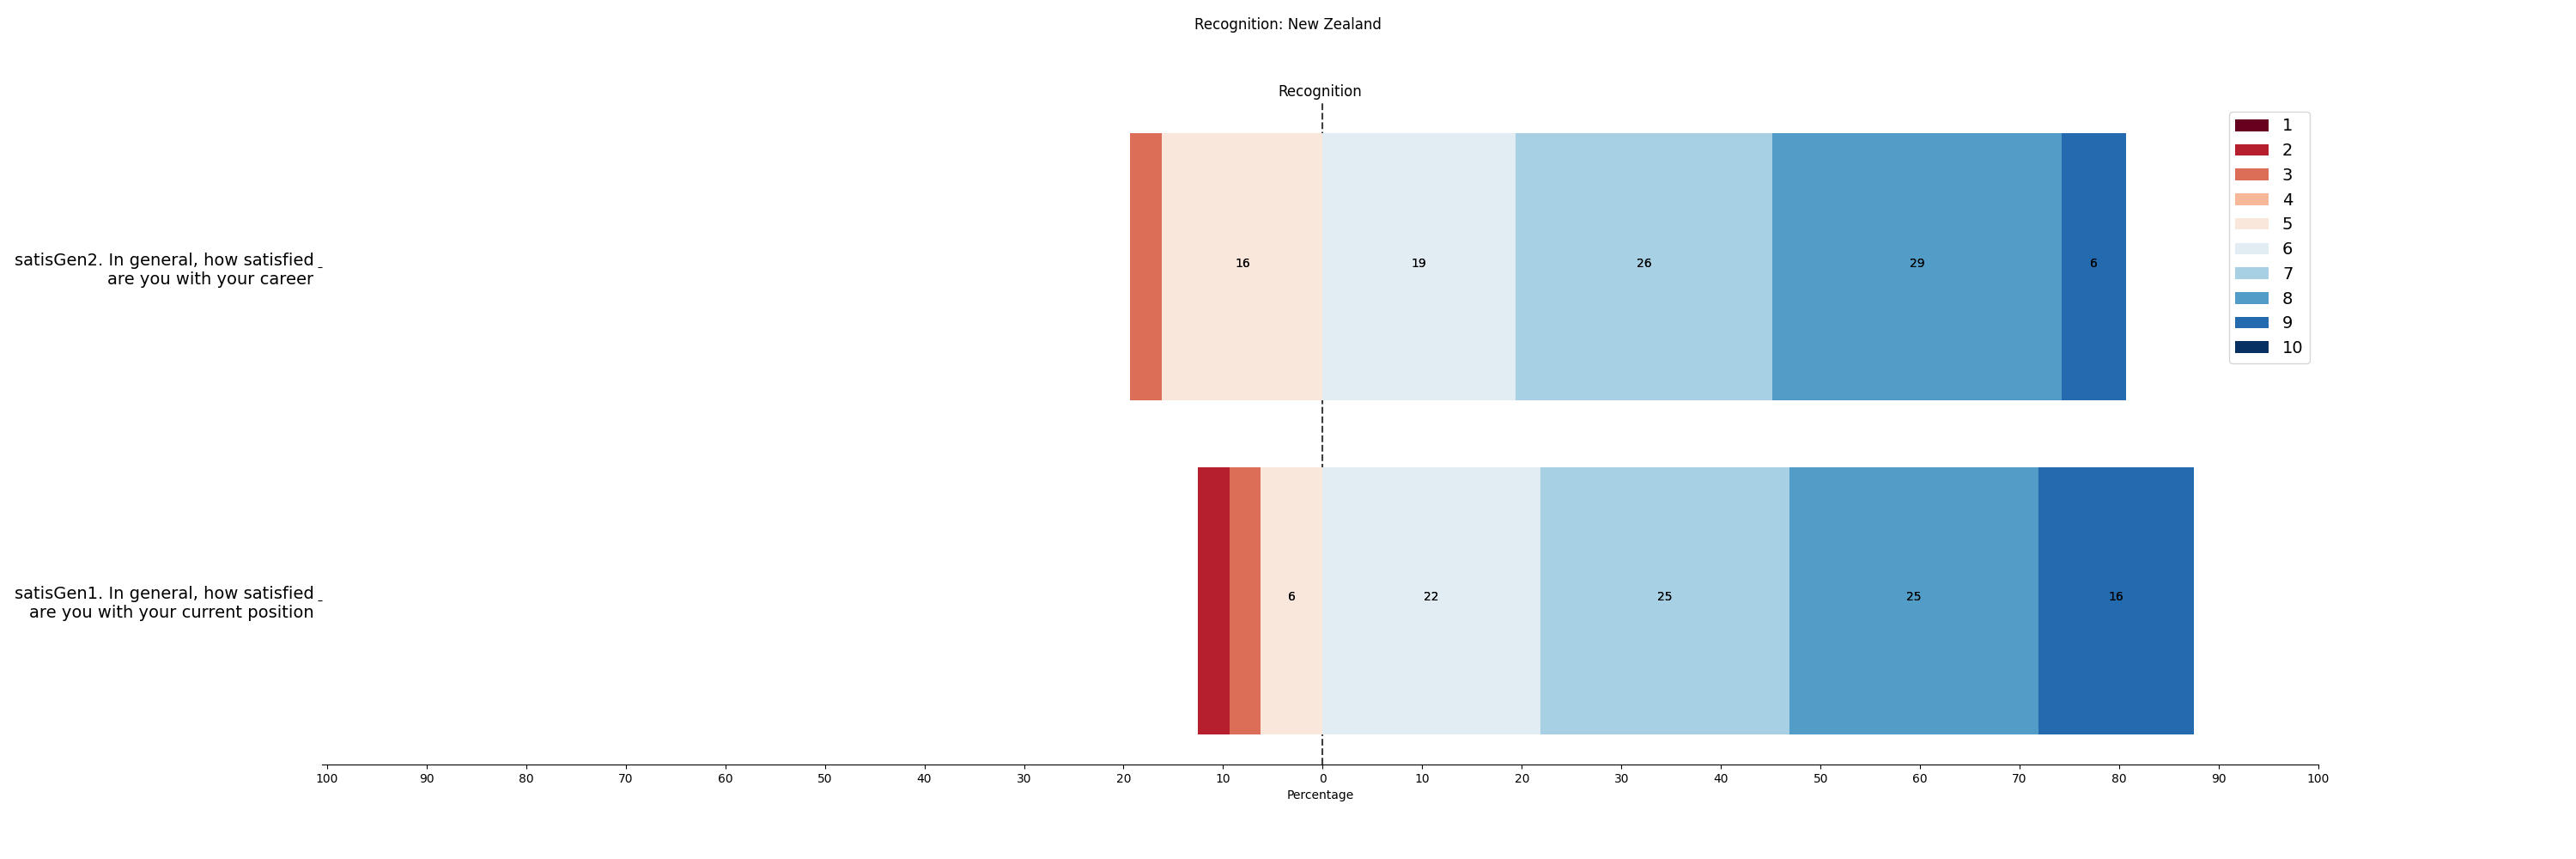 Recognition: New Zealand
Recognition
1
2
3
4
5
6
7
8
9
10
satisGen2. In general, how satisfied
are you with your career
16 19 26 29 6
satisGen1. In general, how satisfied
are you with your current position
6 22 25 25 16
100 90 80 70 60 50 40 30 20 10 0 10 20 30 40 50 60 70 80 90 100
Percentage